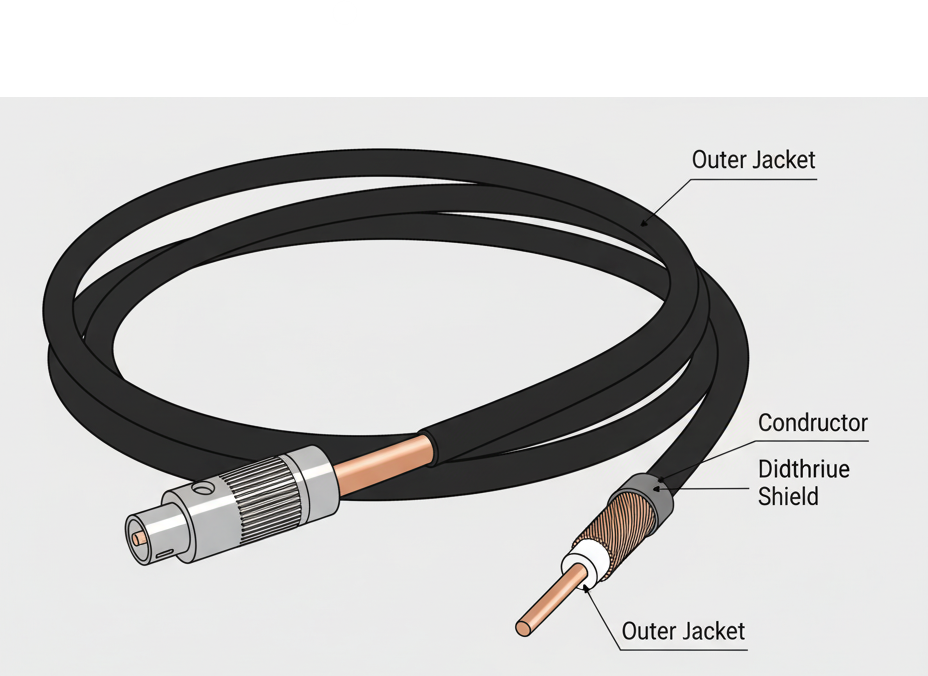 Outer Jacket
Condructor
Didthriue
Shield
Outer Jacket